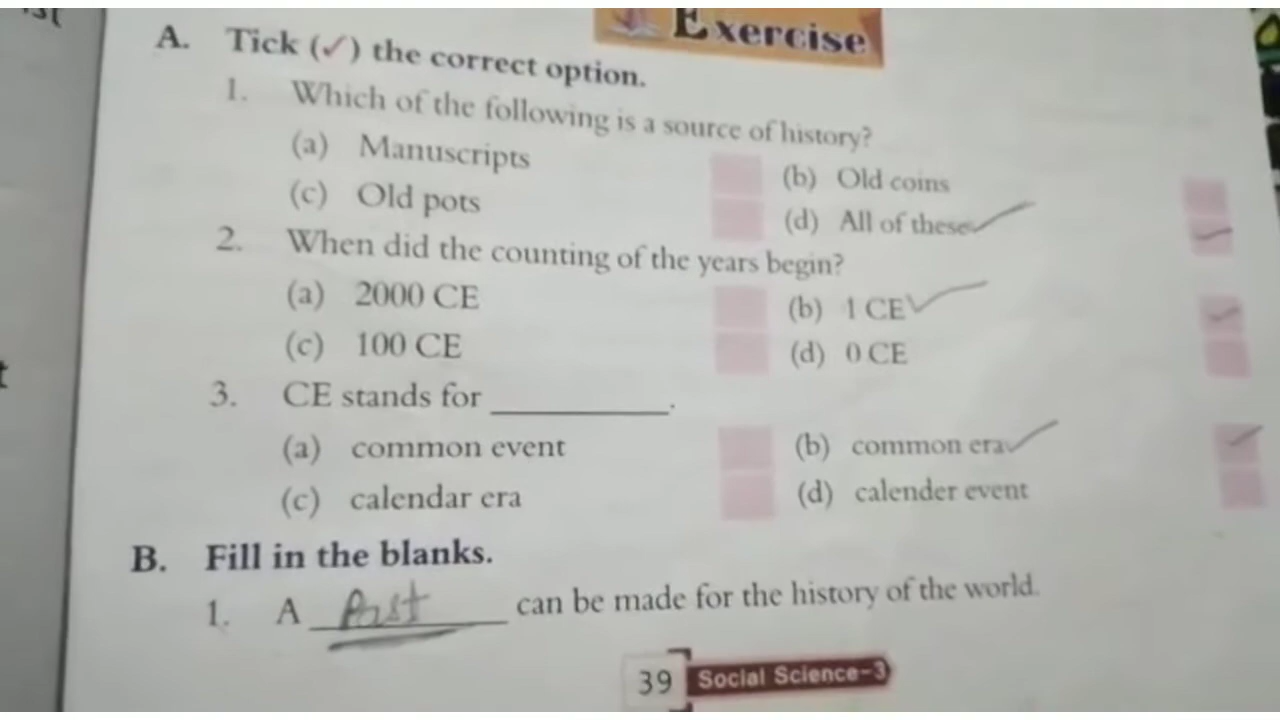 Exercise
A. Tick (✓) the correct option.
1. Which of the following is a source of history?
(a) Manuscripts (b) Old coins
(c) Old pots (d) All of these
2. When did the counting of the years begin?
(a) 2000 CE (b) 1 CE
(c) 100 CE (d) 0 CE
3. CE stands for ____________.
(a) common event (b) common era
(c) calendar era (d) calender event
B. Fill in the blanks.
1. A ____________ can be made for the history of the world.
39 Social Science-3